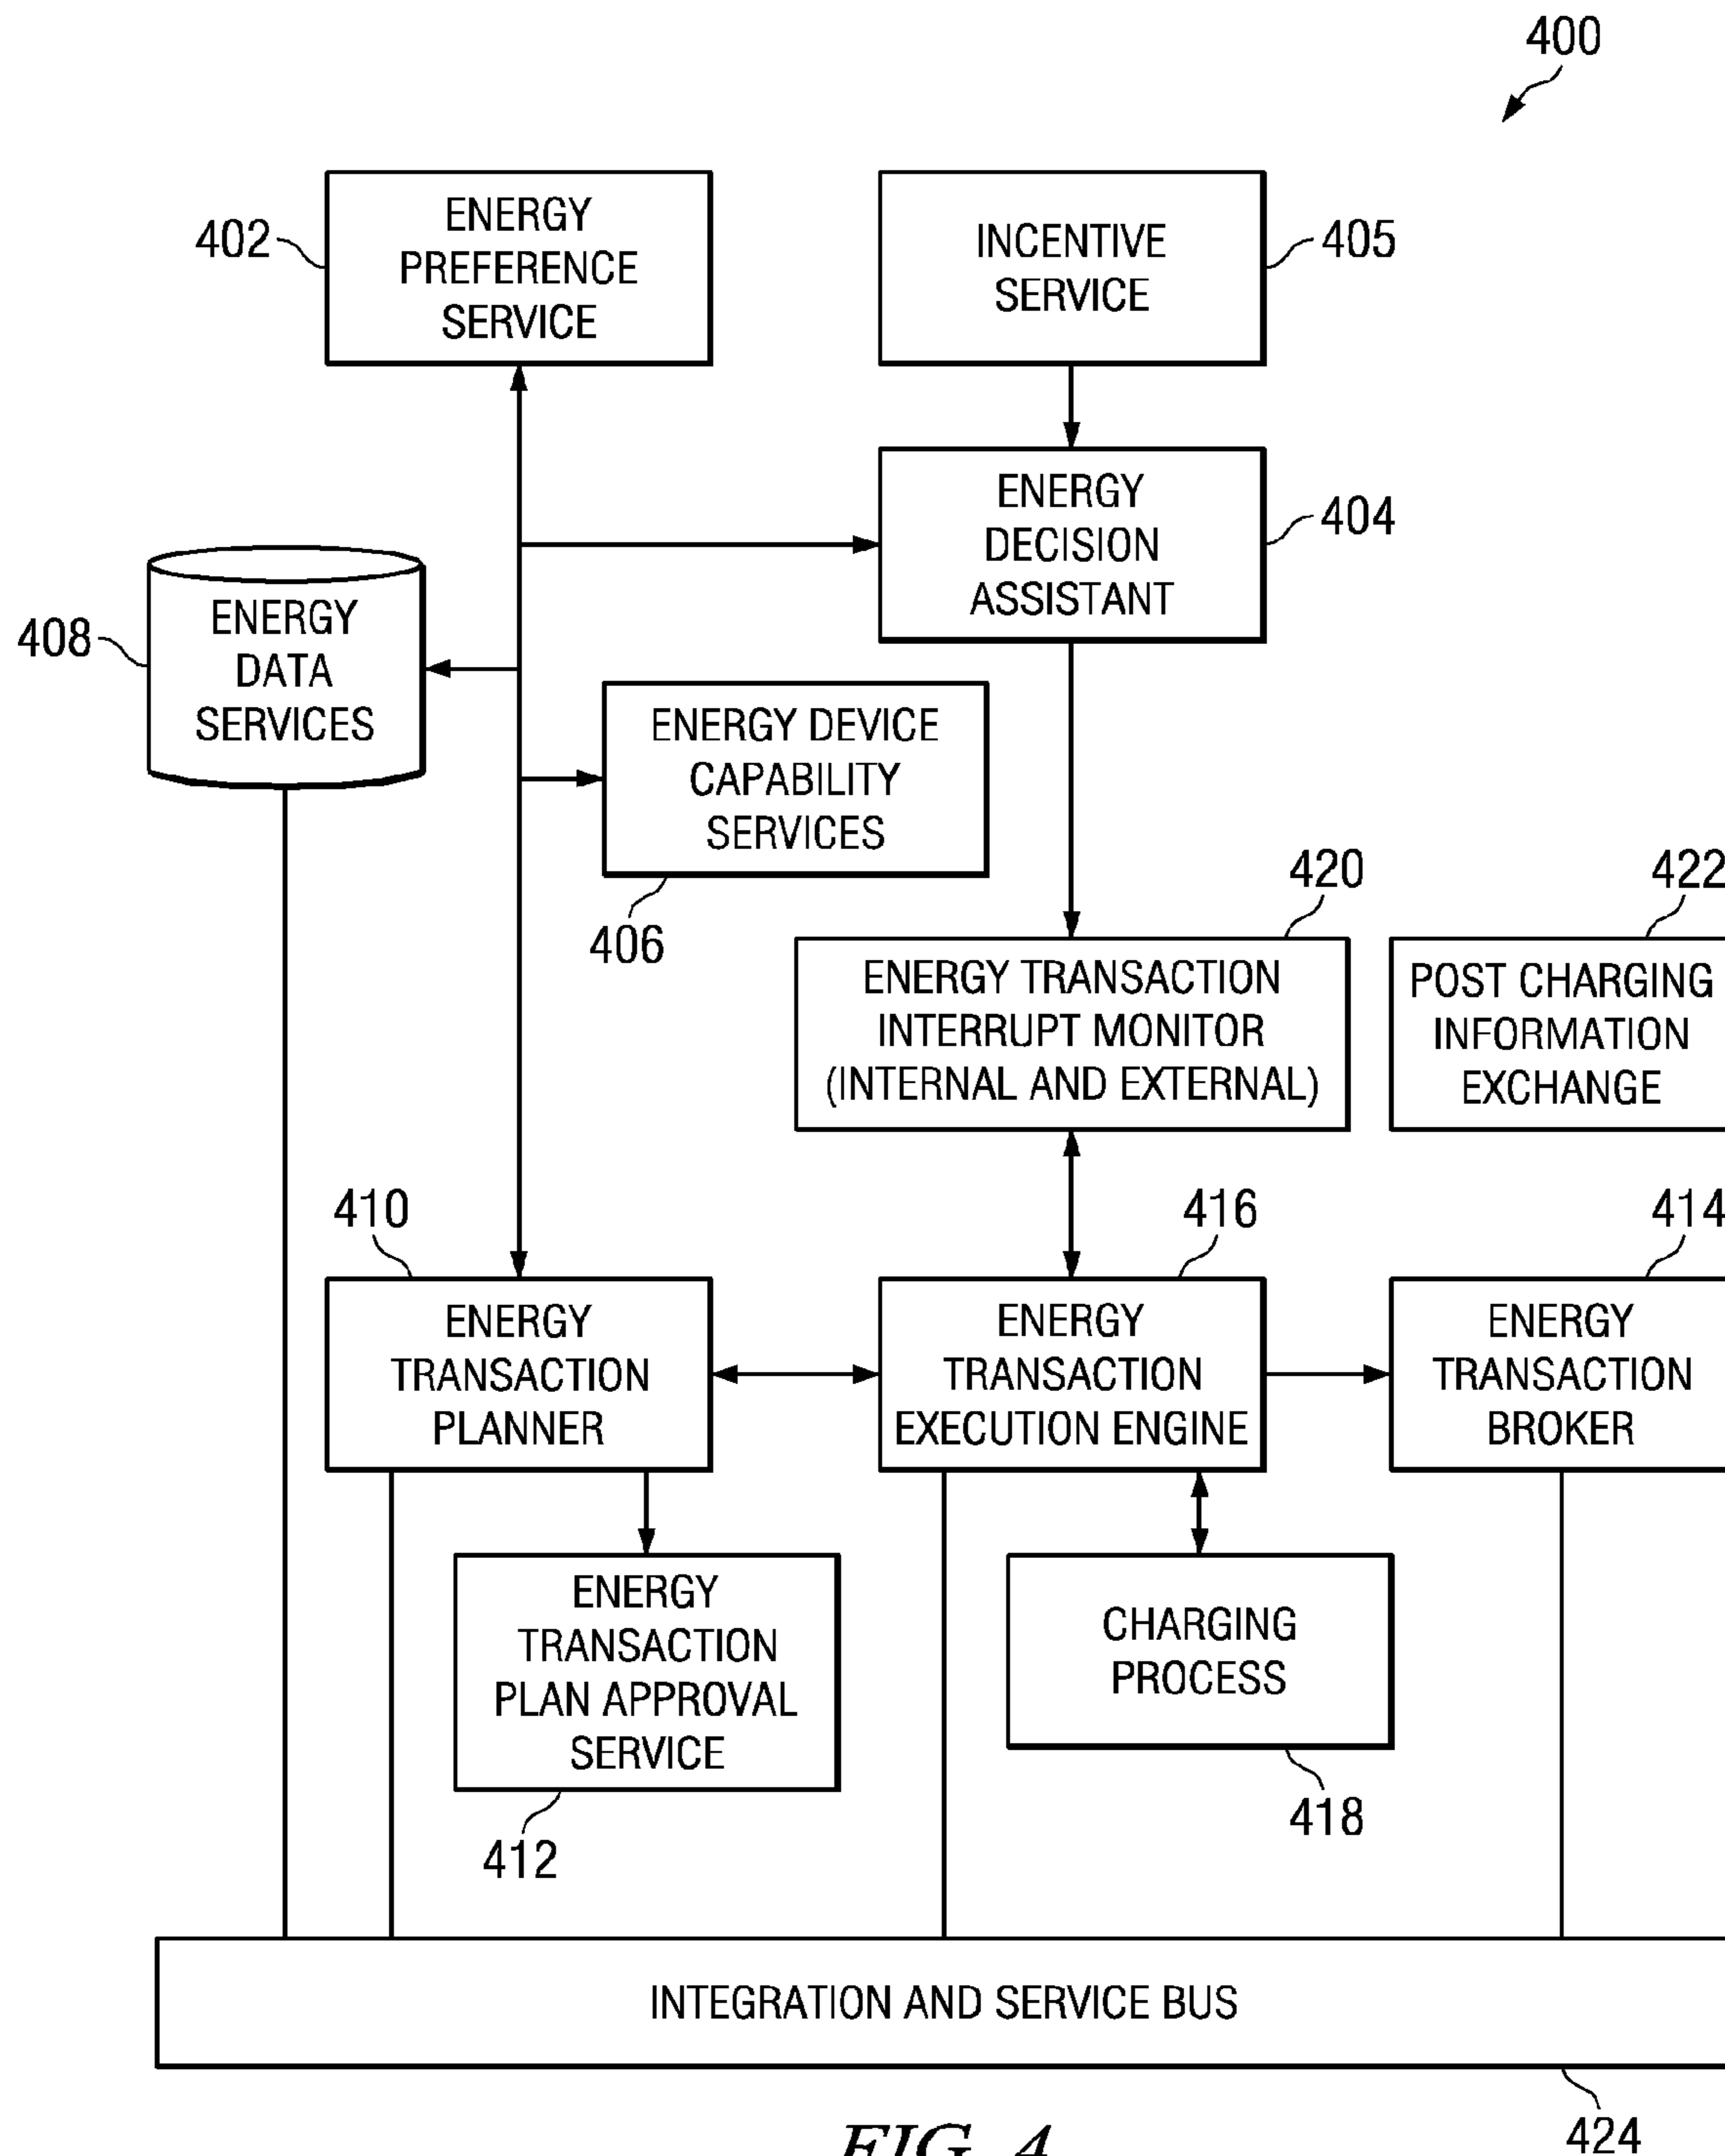 400
402
ENERGY
PREFERENCE
SERVICE
INCENTIVE
SERVICE
405
ENERGY
DECISION
ASSISTANT
404
408
ENERGY
DATA
SERVICES
ENERGY DEVICE
CAPABILITY
SERVICES
406
420
ENERGY TRANSACTION
INTERRUPT MONITOR
(INTERNAL AND EXTERNAL)
422
POST CHARGING
INFORMATION
EXCHANGE
410
ENERGY
TRANSACTION
PLANNER
416
ENERGY
TRANSACTION
EXECUTION ENGINE
414
ENERGY
TRANSACTION
BROKER
ENERGY
TRANSACTION
PLAN APPROVAL
SERVICE
412
CHARGING
PROCESS
418
INTEGRATION AND SERVICE BUS
424
FIG. 4